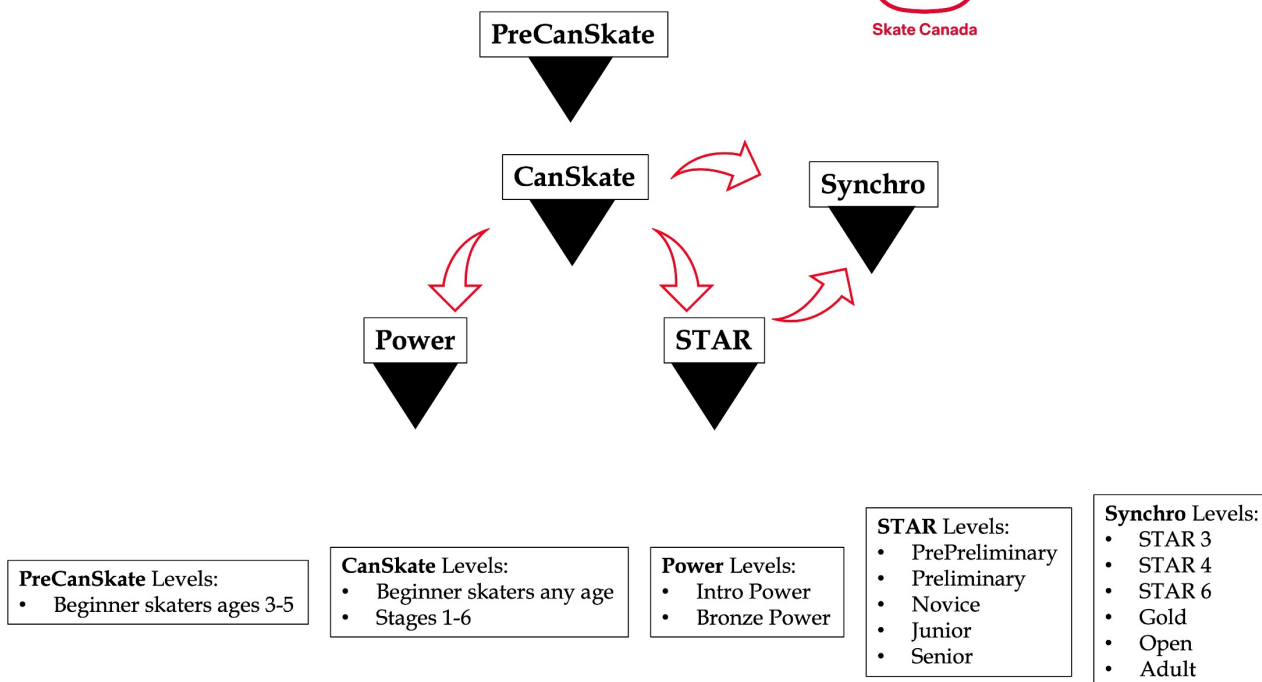 PreCanSkate
Skate Canada
CanSkate
Synchro
Power
STAR
PreCanSkate Levels:
• Beginner skaters ages 3-5
CanSkate Levels:
• Beginner skaters any age
• Stages 1-6
Power Levels:
• Intro Power
• Bronze Power
STAR Levels:
• PrePreliminary
• Preliminary
• Novice
• Junior
• Senior
Synchro Levels:
• STAR 3
• STAR 4
• STAR 6
• Gold
• Open
• Adult